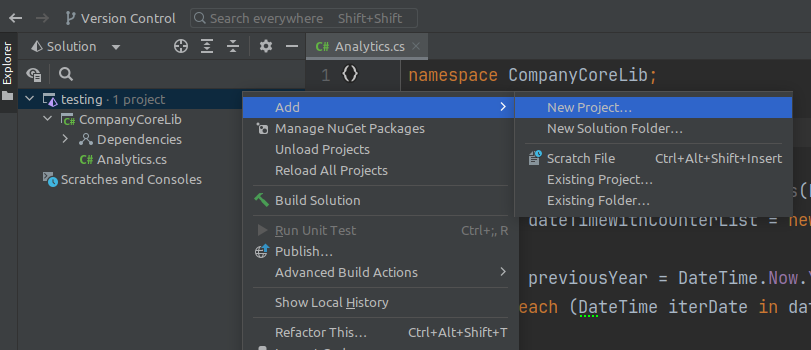 Version Control
Search everywhere Shift+Shift
Explorer
Solution
C# Analytics.cs
1 {} namespace CompanyCoreLib;
testing · 1 project
C# CompanyCoreLib
Dependencies
C# Analytics.cs
Scratches and Consoles
Add
Manage NuGet Packages
Unload Projects
Reload All Projects
Build Solution
Run Unit Test Ctrl+;, R
Publish...
Advanced Build Actions
Show Local History
Refactor This... Ctrl+Alt+Shift+T
New Project...
New Solution Folder...
Scratch File Ctrl+Alt+Shift+Insert
Existing Project...
Existing Folder...
dateTimeWithCounterList = new
previousYear = DateTime.Now.
each (DateTime iterDate in dat